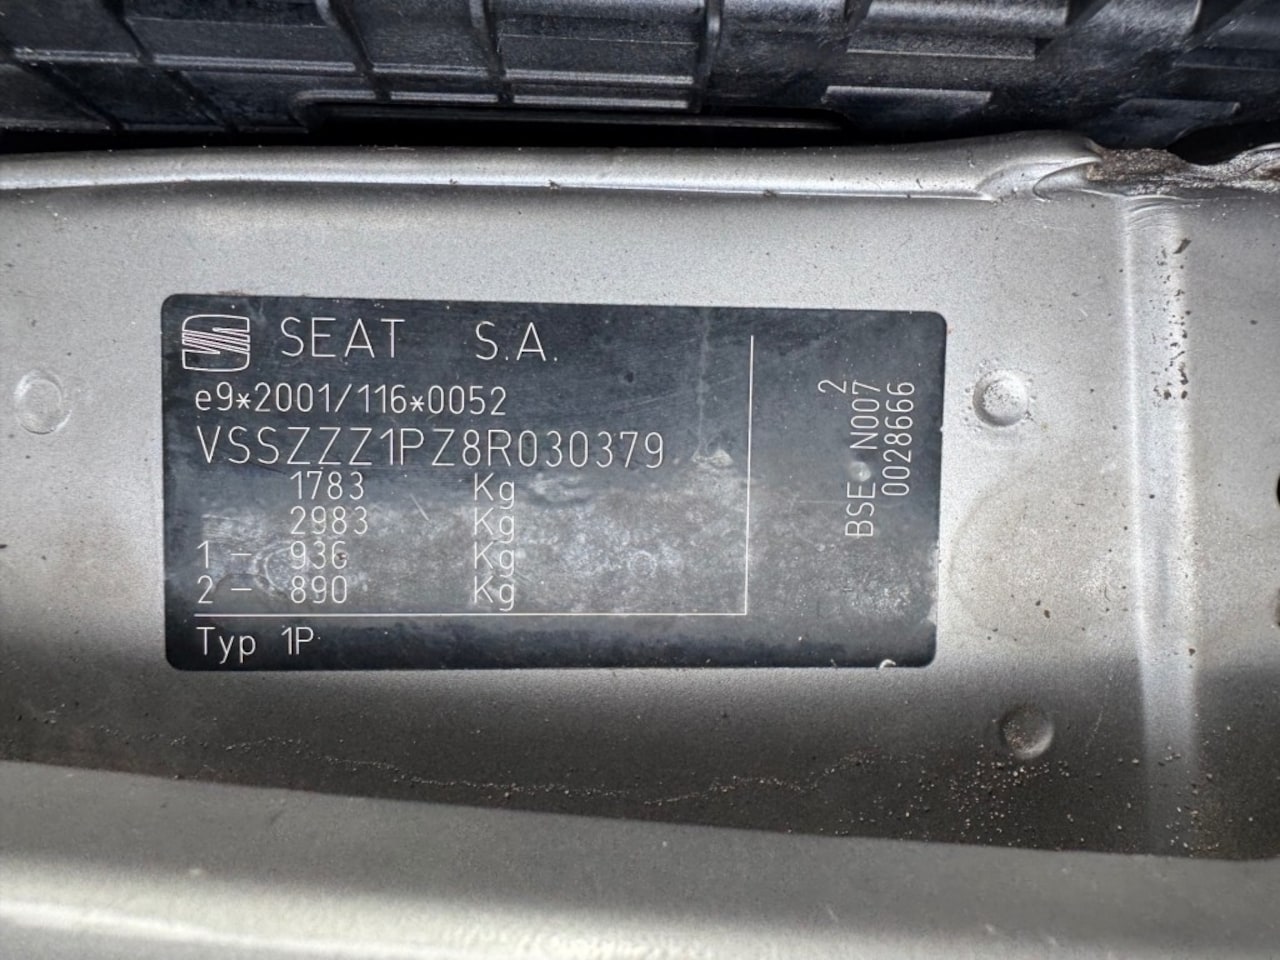 SEAT S.A.
e9*2001/116*0052
VSSZZZ1PZ8R030379
1783 Kg
2983 Kg
1 - 936 Kg
2 - 890 Kg
Typ 1P
2
BSE N007
0028666